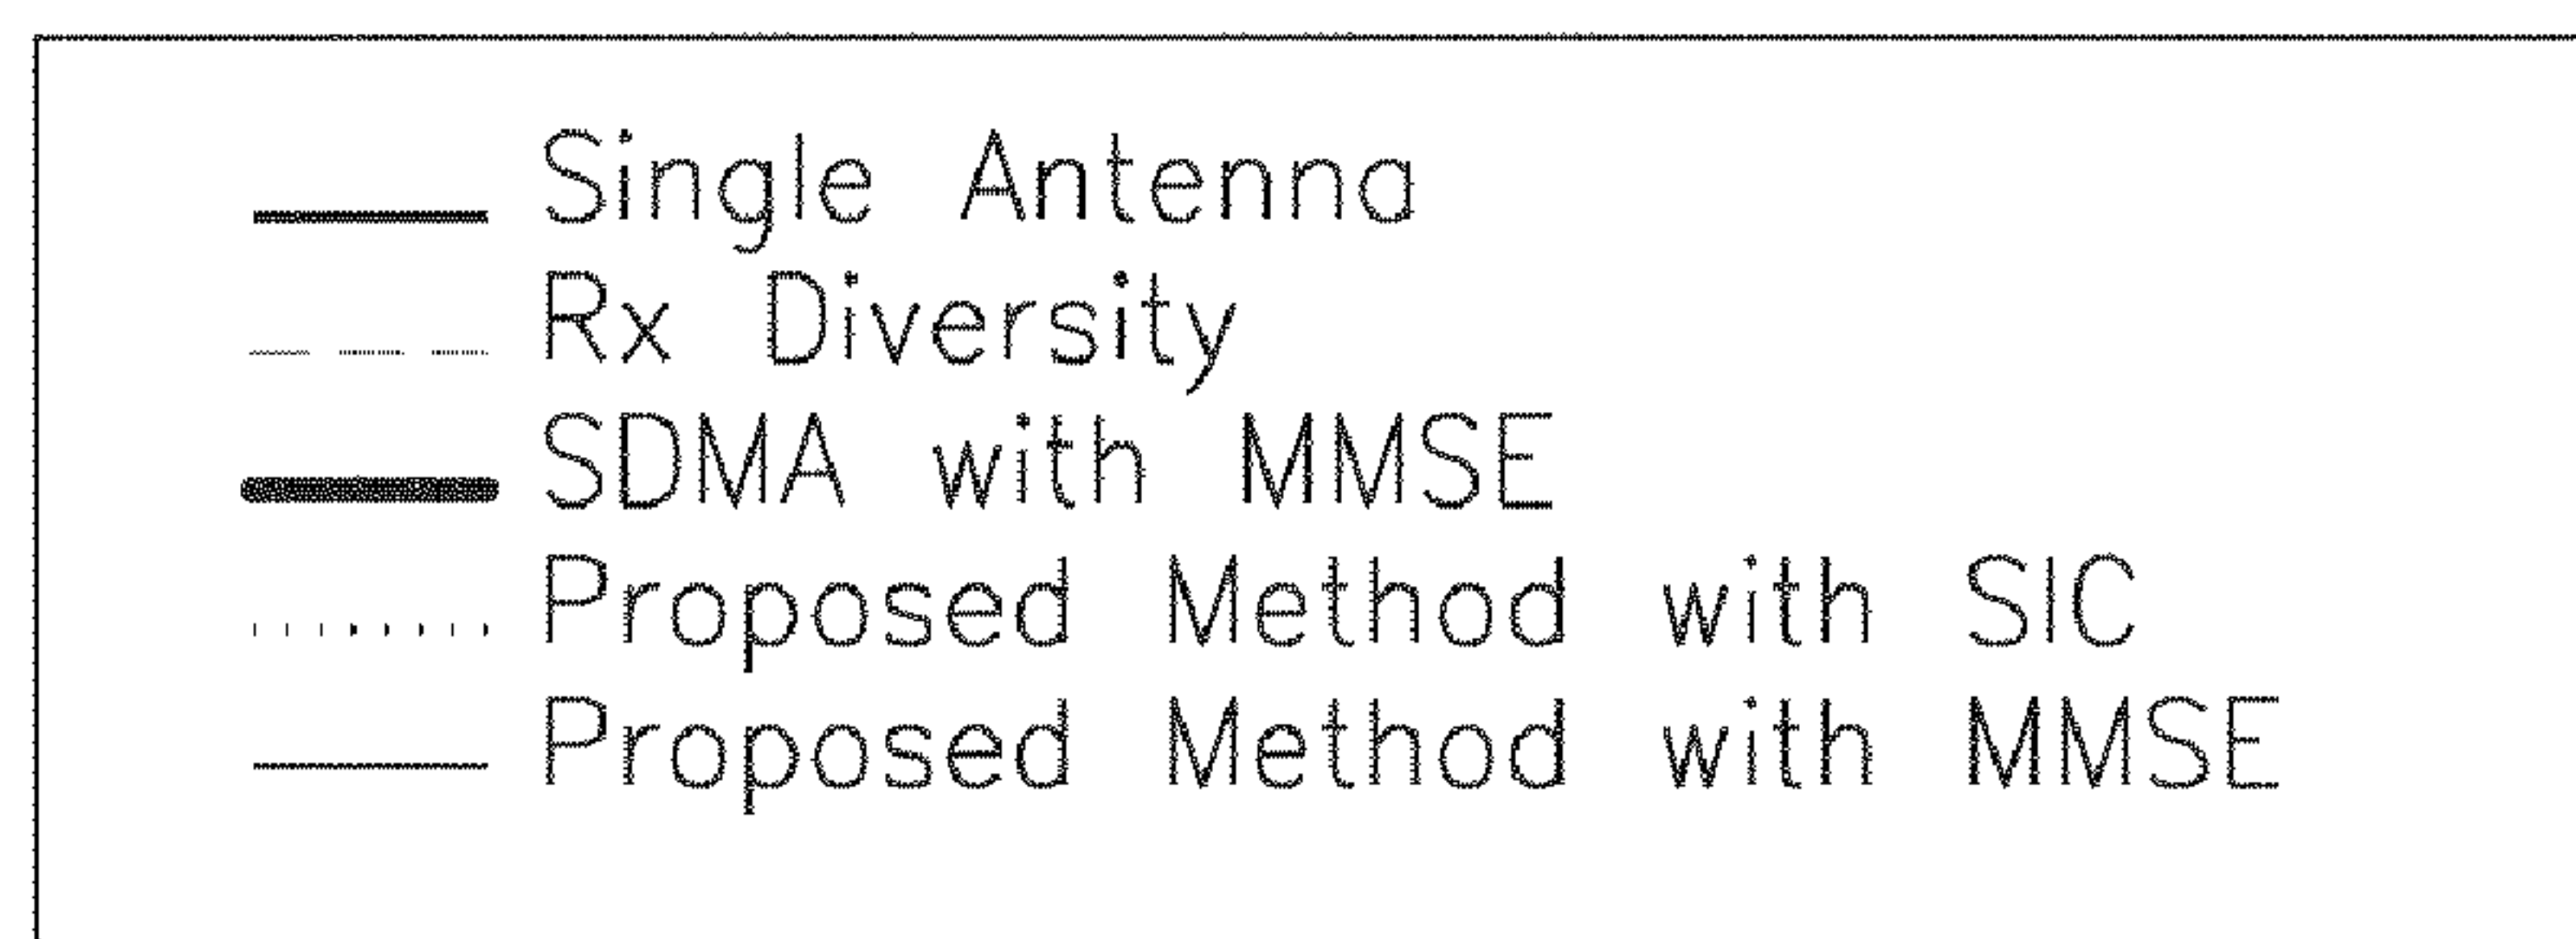 Single Antenna
Rx Diversity
SDMA with MMSE
Proposed Method with SIC
Proposed Method with MMSE